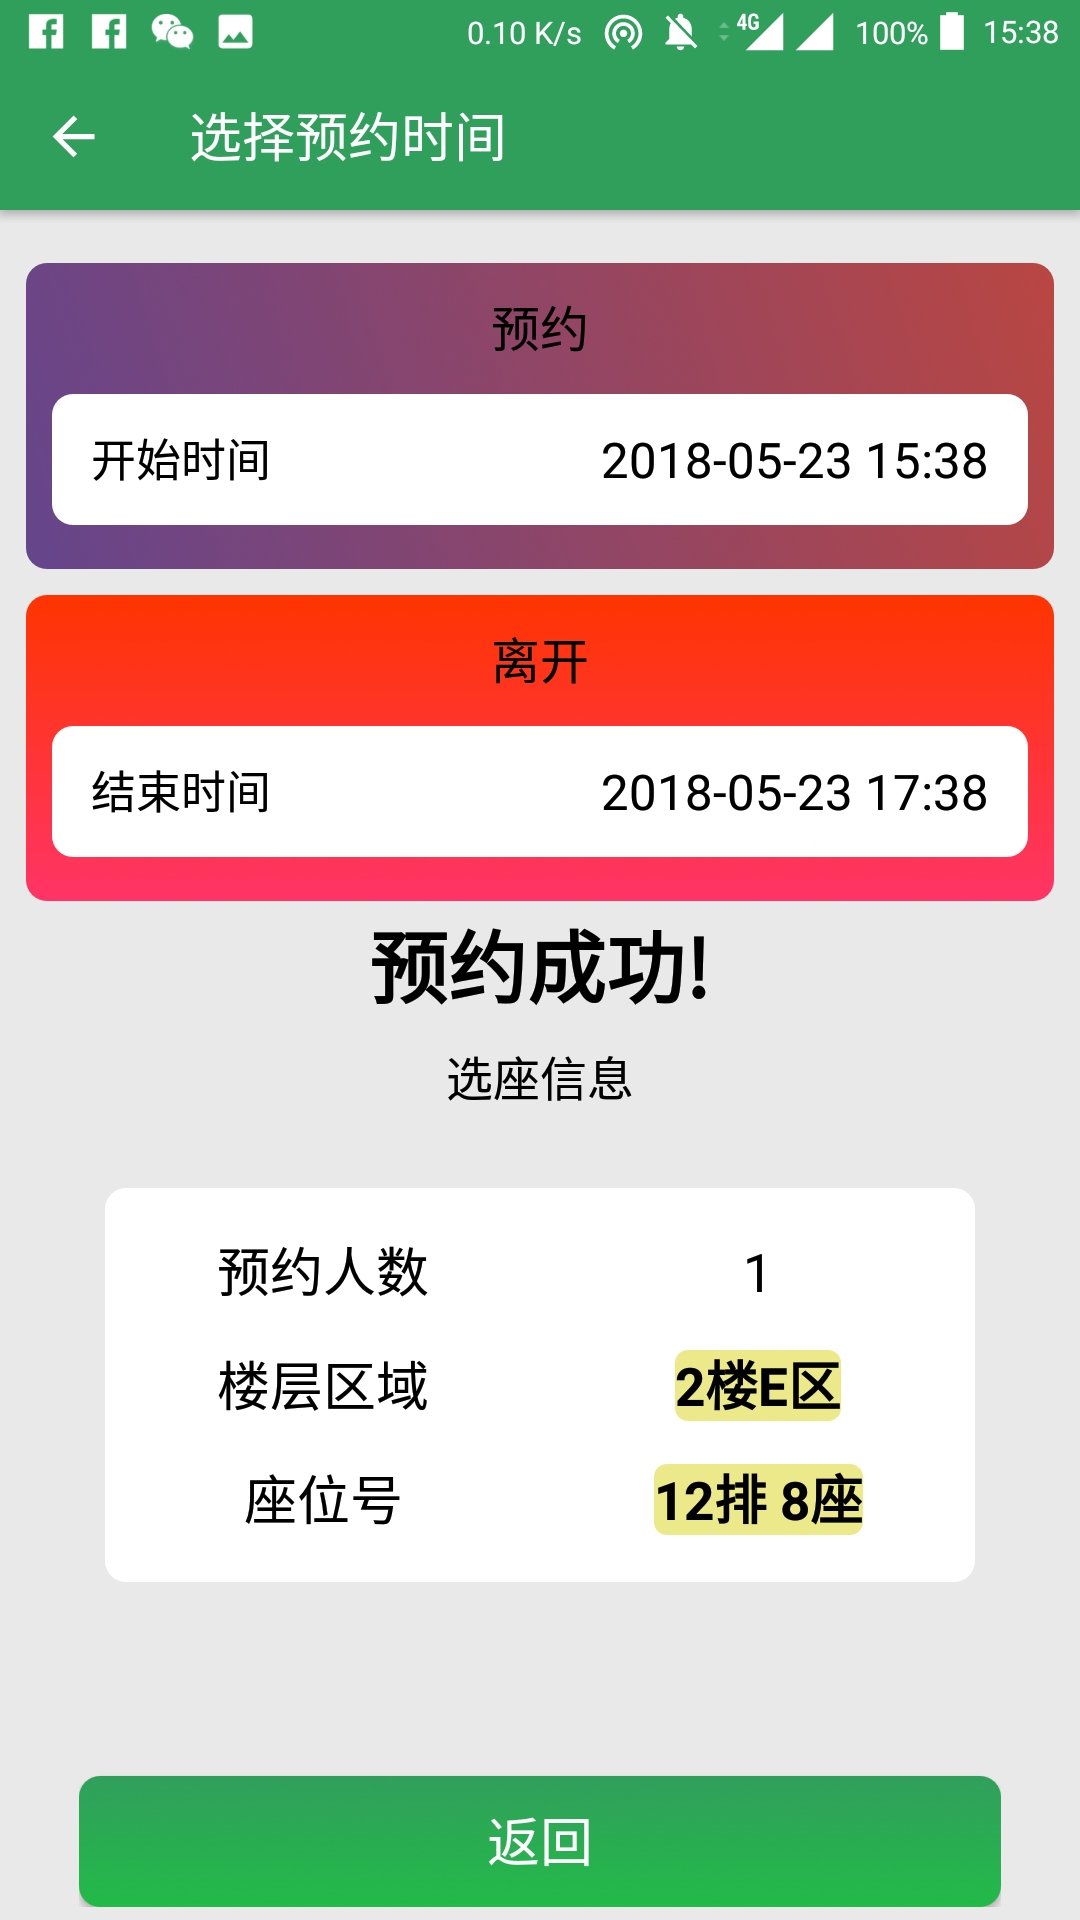 0.10 K/s 4G 100% 15:38
选择预约时间
预约
开始时间 2018-05-23 15:38
离开
结束时间 2018-05-23 17:38
预约成功!
选座信息
预约人数 1
楼层区域 2楼E区
座位号 12排 8座
返回